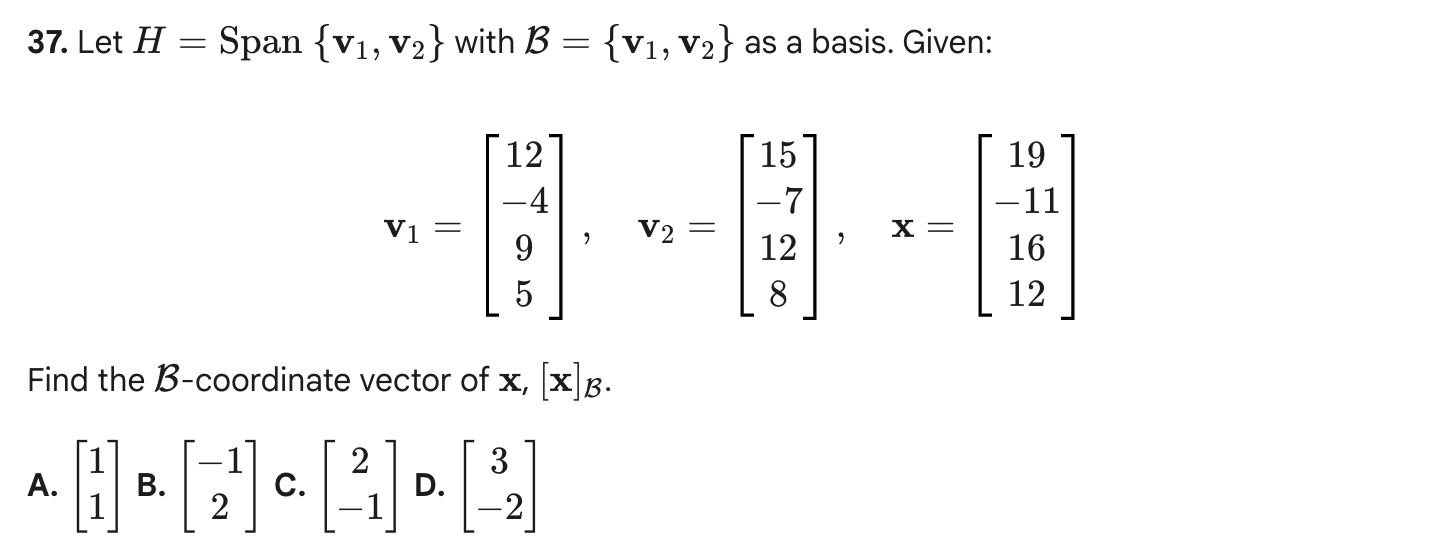 37. Let H = Span {v₁, v₂} with ℬ = {v₁, v₂} as a basis. Given:
v₁ = [12 −4 9 5], v₂ = [15 −7 12 8], x = [19 −11 16 12]
Find the ℬ-coordinate vector of x, [x]ℬ.
A. [1 1] B. [−1 2] C. [2 −1] D. [3 −2]